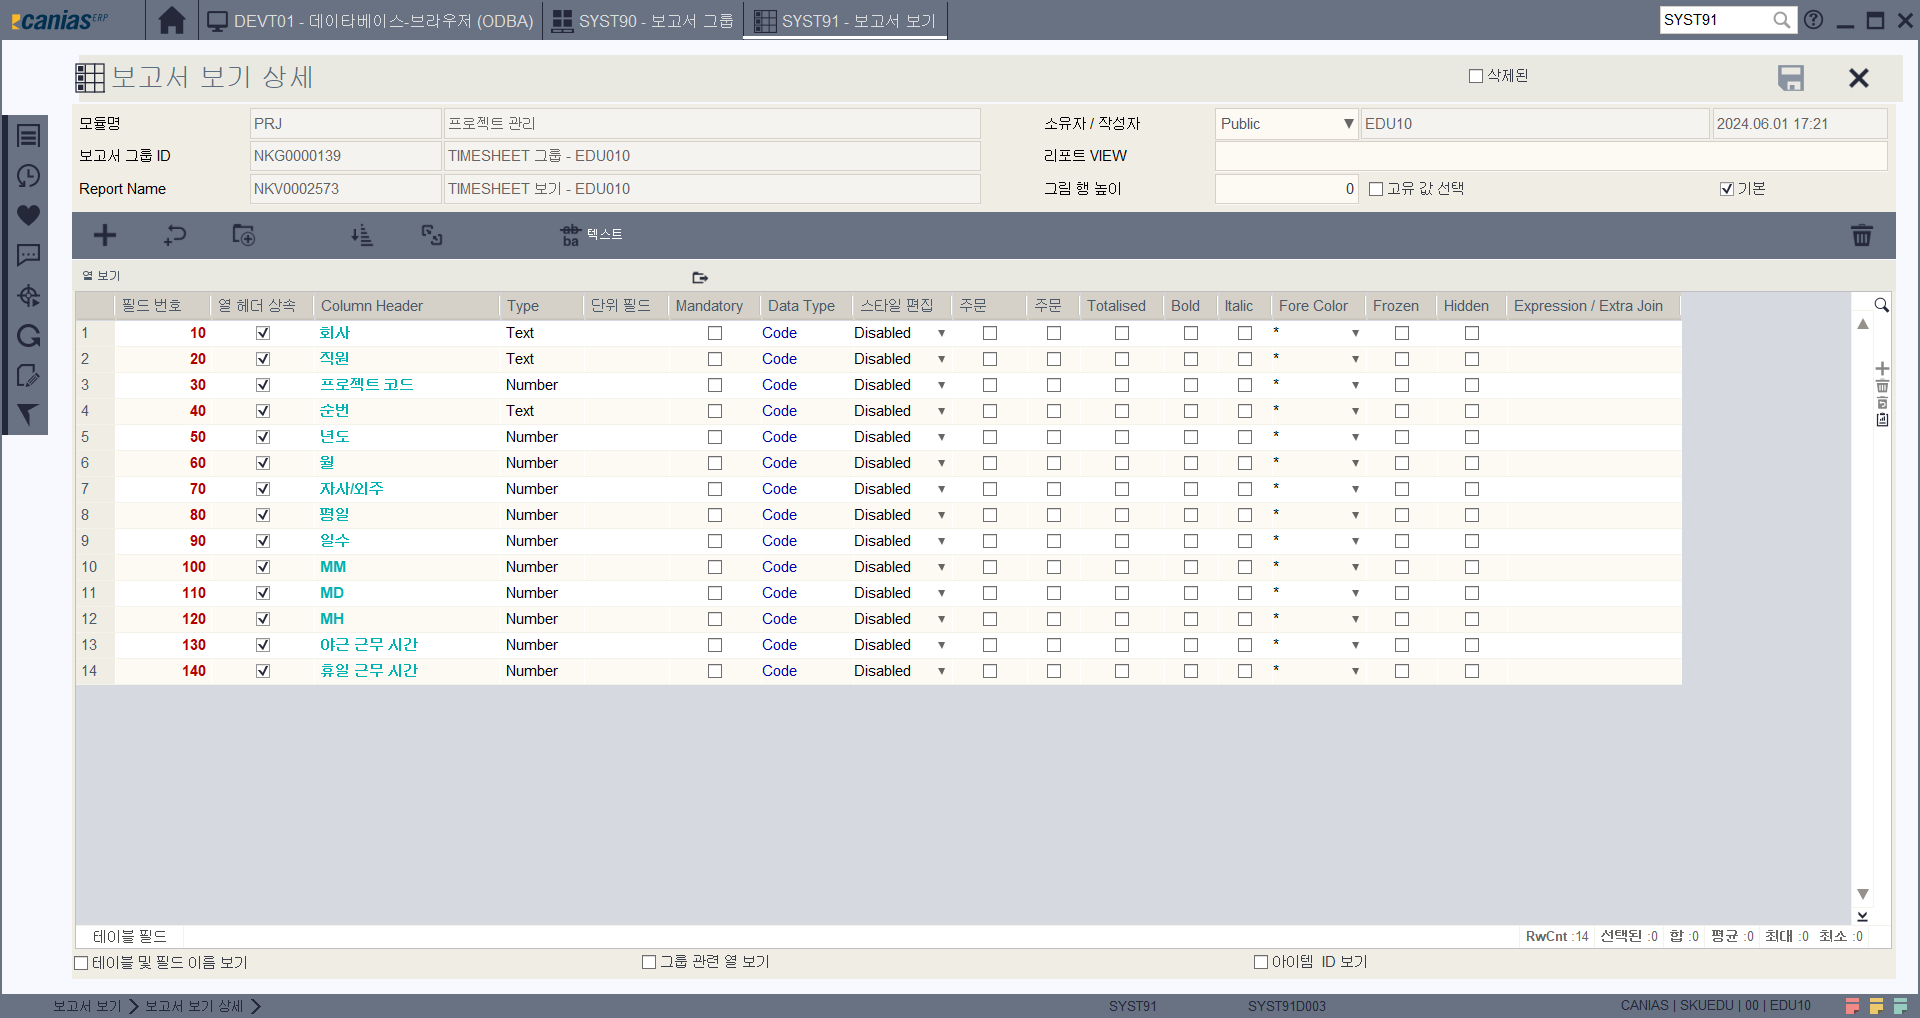 canias ERP DEVT01 - 데이타베이스-브라우저 (ODBA) SYST90 - 보고서 그룹 SYST91 - 보고서 보기 SYST91
보고서 보기 상세 삭제된
모듈명 PRJ 프로젝트 관리 소유자 / 작성자 Public EDU10 2024.06.01 17:21
보고서 그룹 ID NKG0000139 TIMESHEET 그룹 - EDU010 리포트 VIEW
Report Name NKV0002573 TIMESHEET 보기 - EDU010 그림 행 높이 0 고유 값 선택 기본
ab ba 텍스트
열 보기
필드 번호 열 헤더 상속 Column Header Type 단위 필드 Mandatory Data Type 스타일 편집 주문 주문 Totalised Bold Italic Fore Color Frozen Hidden Expression / Extra Join
1 10 회사 Text Code Disabled *
2 20 직원 Text Code Disabled *
3 30 프로젝트 코드 Number Code Disabled *
4 40 순번 Text Code Disabled *
5 50 년도 Number Code Disabled *
6 60 월 Number Code Disabled *
7 70 자사/외주 Number Code Disabled *
8 80 평일 Number Code Disabled *
9 90 일수 Number Code Disabled *
10 100 MM Number Code Disabled *
11 110 MD Number Code Disabled *
12 120 MH Number Code Disabled *
13 130 야근 근무 시간 Number Code Disabled *
14 140 휴일 근무 시간 Number Code Disabled *
테이블 필드 RwCnt :14 선택된 :0 합 :0 평균 :0 최대 :0 최소 :0
테이블 및 필드 이름 보기 그룹 관련 열 보기 아이템 ID 보기
보고서 보기 보고서 보기 상세 SYST91 SYST91D003 CANIAS | SKUEDU | 00 | EDU10